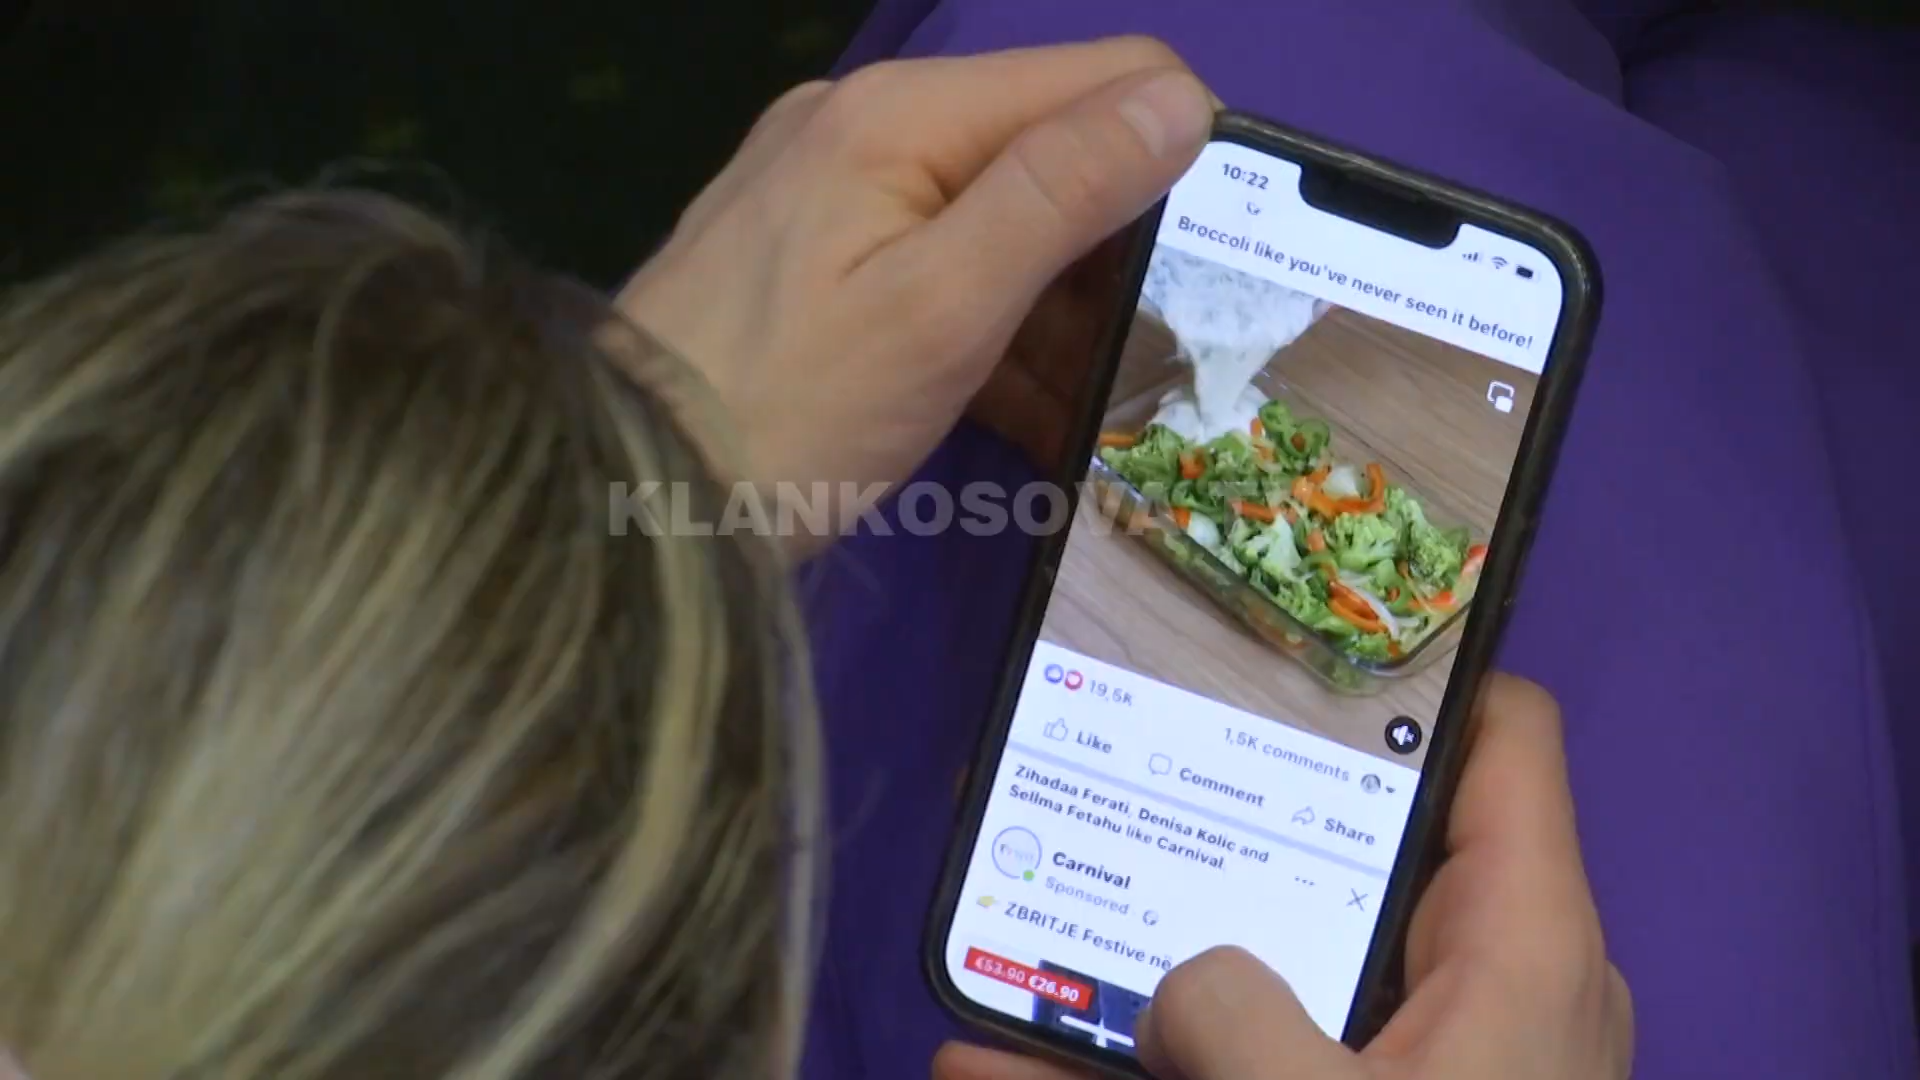 10:22
Broccoli like you've never seen it before!
KLANKOSOVA.TV
19,5K
1,5K comments
Like
Comment
Share
Zihadaa Ferati, Denisa Kolic and
Sellma Fetahu like Carnival.
Carnival
Sponsored
ZBRITJE Festive në
€53.90 €26.90